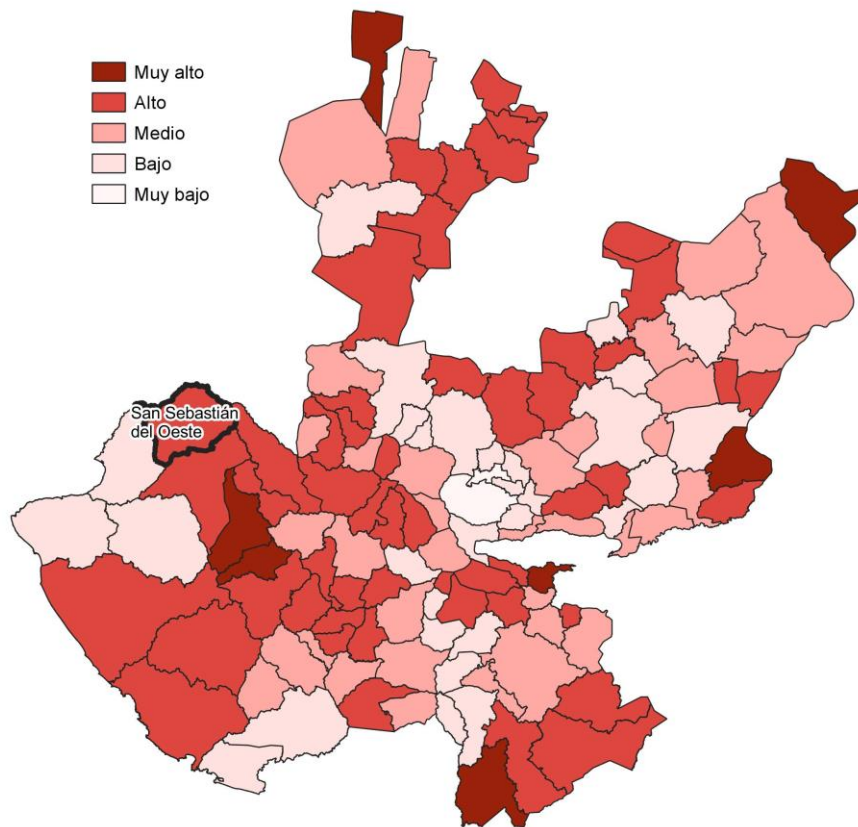 Muy alto
Alto
Medio
Bajo
Muy bajo
San Sebastián
del Oeste